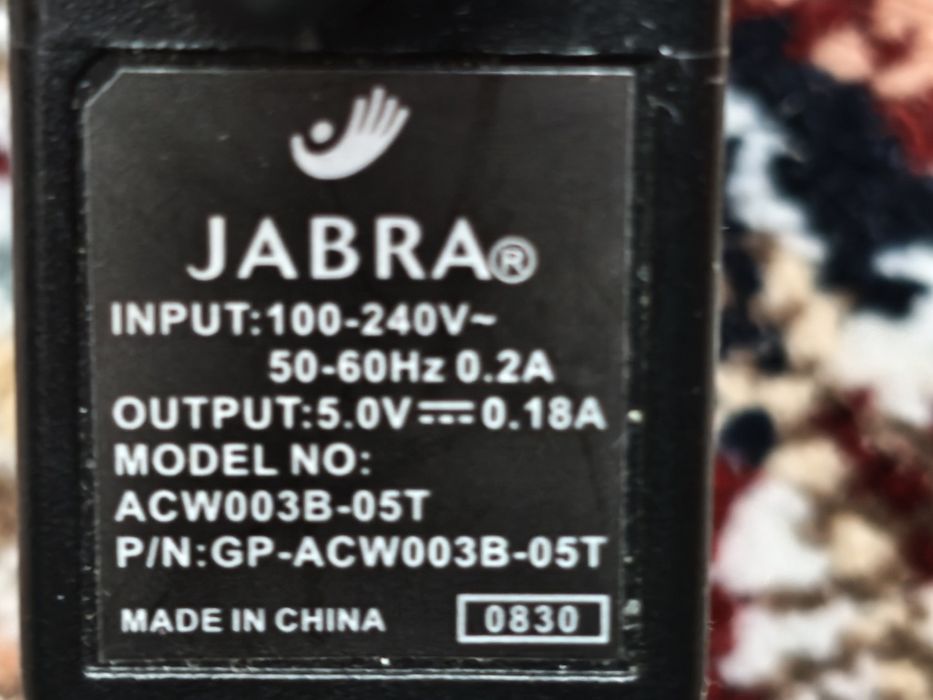 JABRA®
INPUT:100-240V~
50-60Hz 0.2A
OUTPUT:5.0V⎓0.18A
MODEL NO:
ACW003B-05T
P/N:GP-ACW003B-05T
MADE IN CHINA 0830